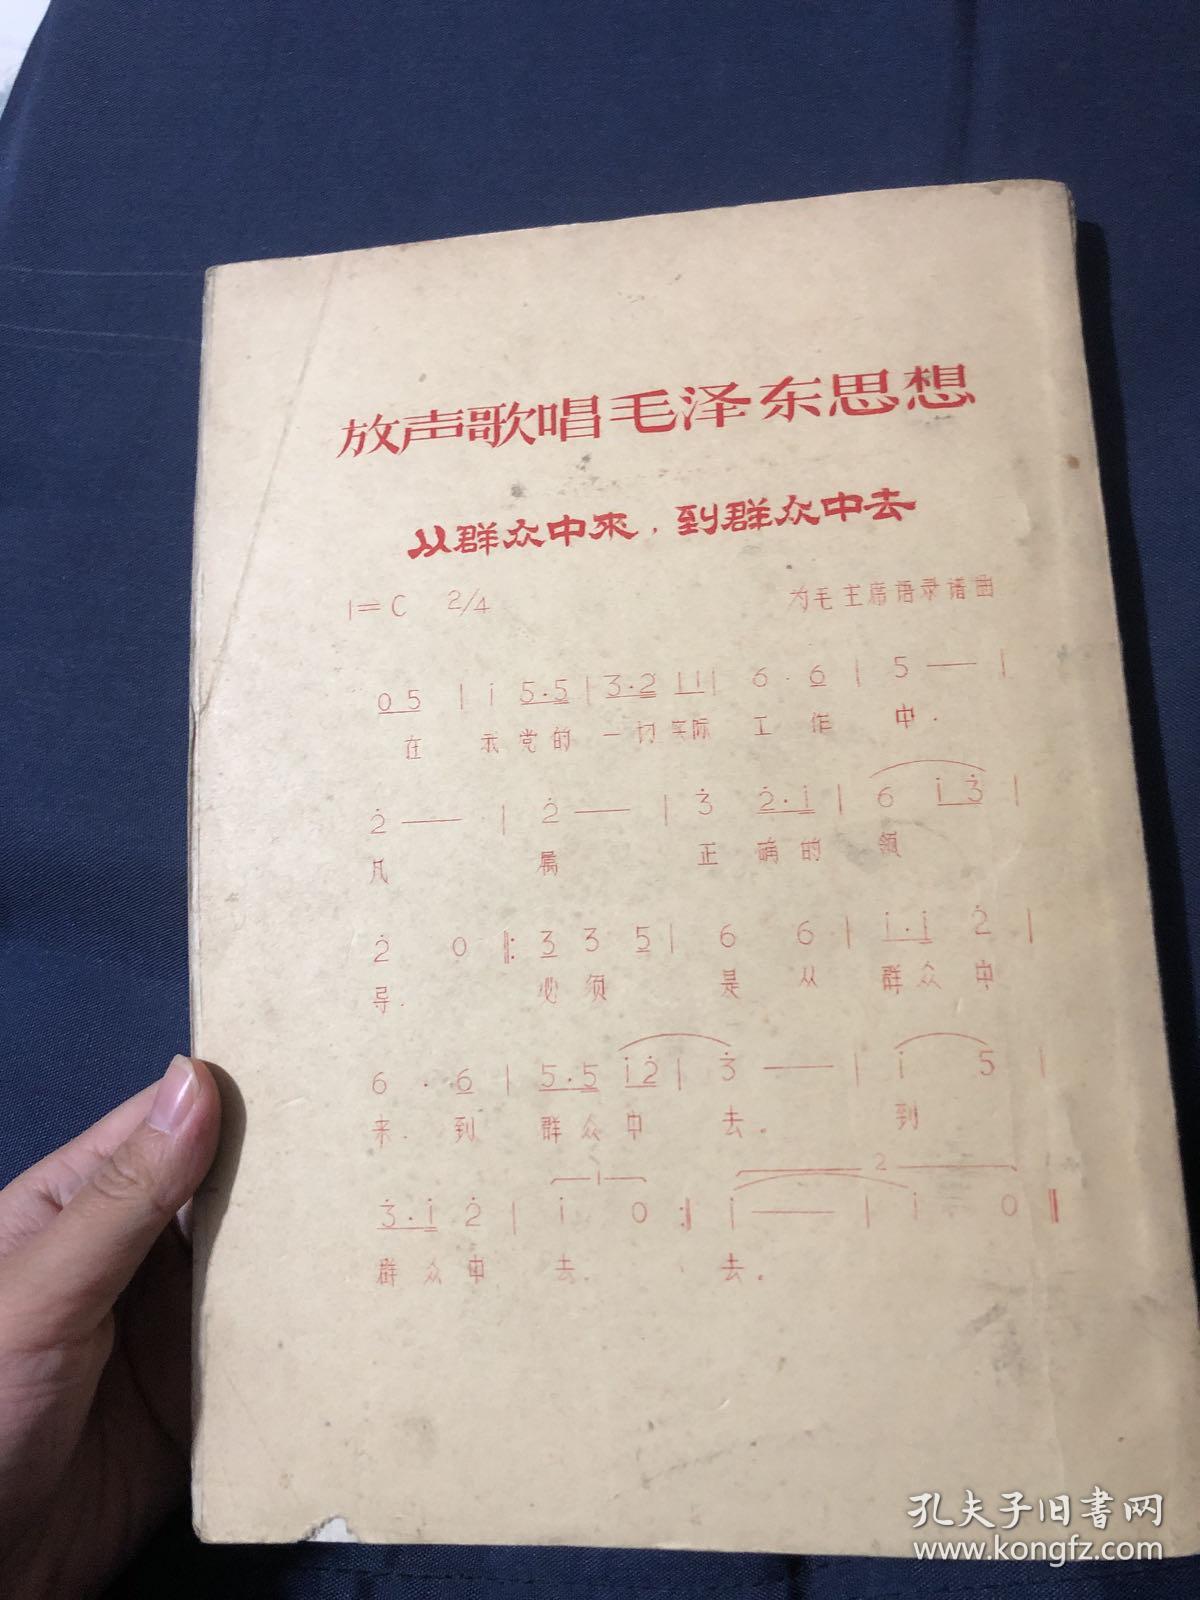 放声歌唱毛泽东思想
从群众中來，到群众中去
1=C 2/4 为毛主席语录谱曲
0 5 | i 5·5 | 3·2 1 1 | 6·6 | 5 — |
在 我党的 一切实际 工作 中.
2̇ — | 2̇ — | 3̇ 2̇·i | 6 i 3̇ |
凡 属 正确的 领
2̇ 0 ‖: 3 3 5 | 6 6 | i·i 2̇ |
导. 必须 是从 群众中
6·6 | 5·5 i 2̇ | 3̇ — | i 5 |
来.到 群众中 去. 到
1 2
3̇·i 2̇ | i 0 :‖ i — | i 0 ‖
群众中 去. 去.
孔夫子旧书网
www.kongfz.com